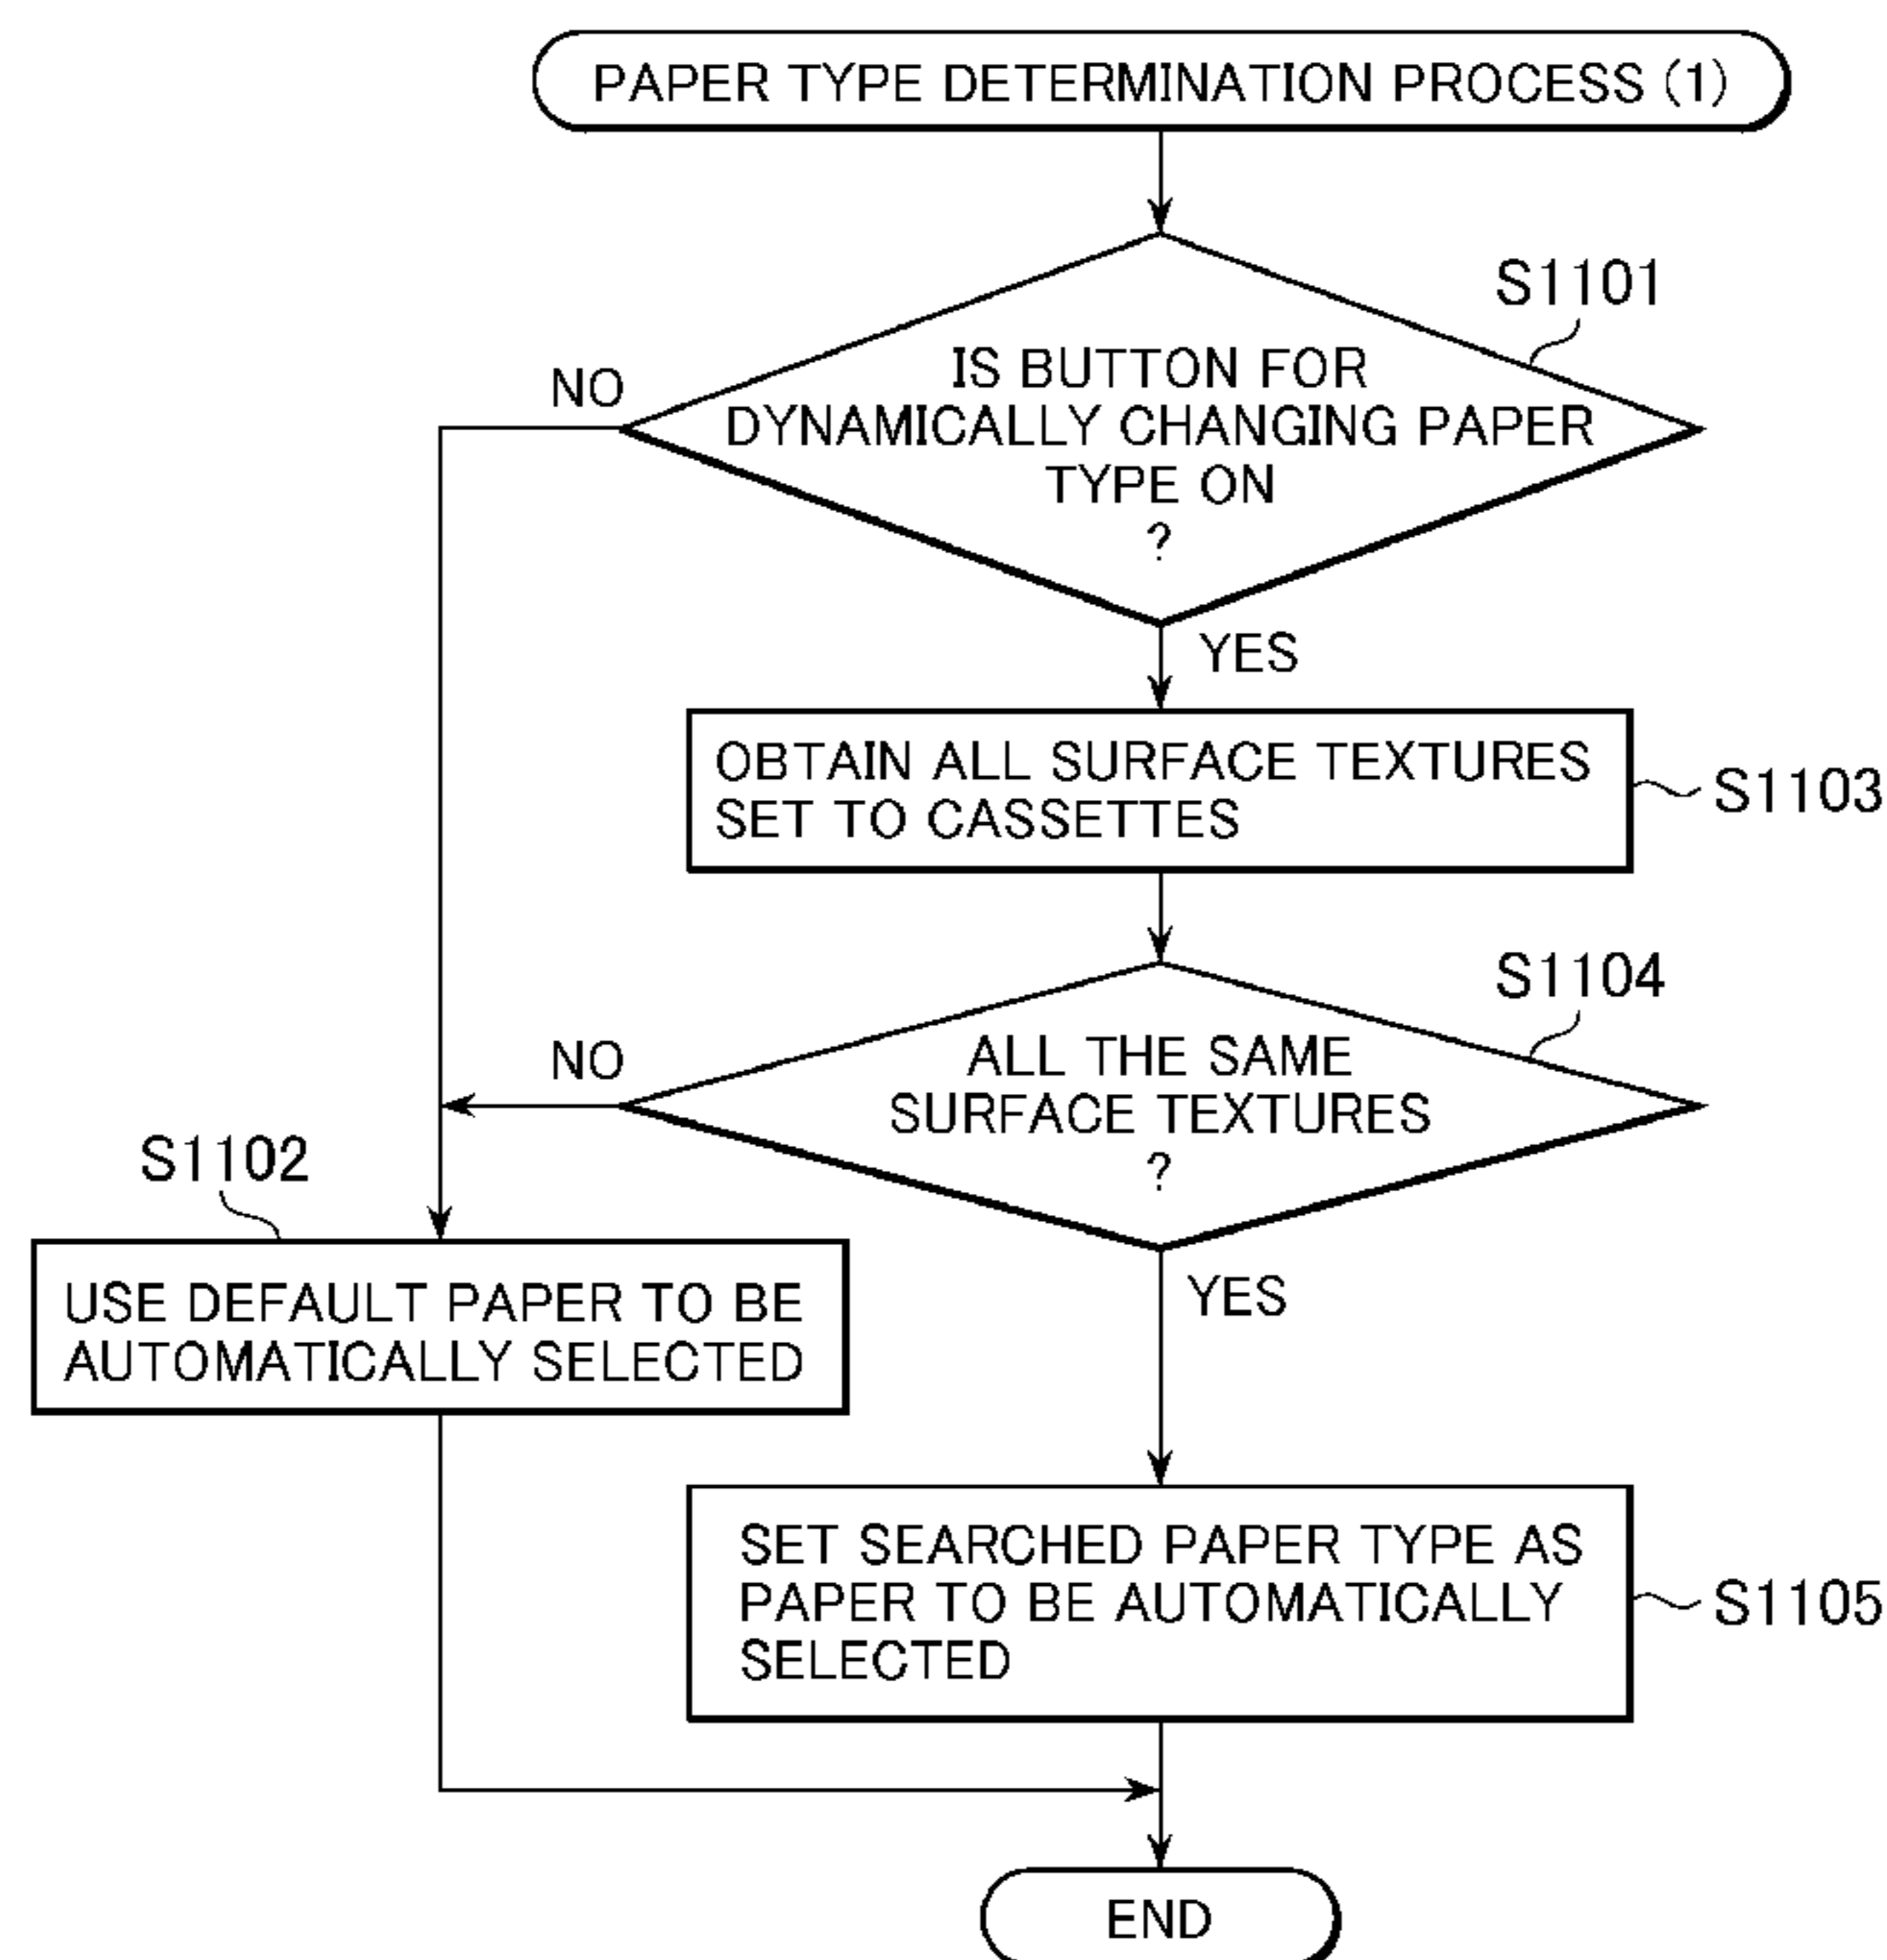 PAPER TYPE DETERMINATION PROCESS (1)
S1101
IS BUTTON FOR
DYNAMICALLY CHANGING PAPER
TYPE ON
?
NO
YES
OBTAIN ALL SURFACE TEXTURES
SET TO CASSETTES
S1103
S1104
ALL THE SAME
SURFACE TEXTURES
?
NO
YES
S1102
USE DEFAULT PAPER TO BE
AUTOMATICALLY SELECTED
SET SEARCHED PAPER TYPE AS
PAPER TO BE AUTOMATICALLY
SELECTED
S1105
END